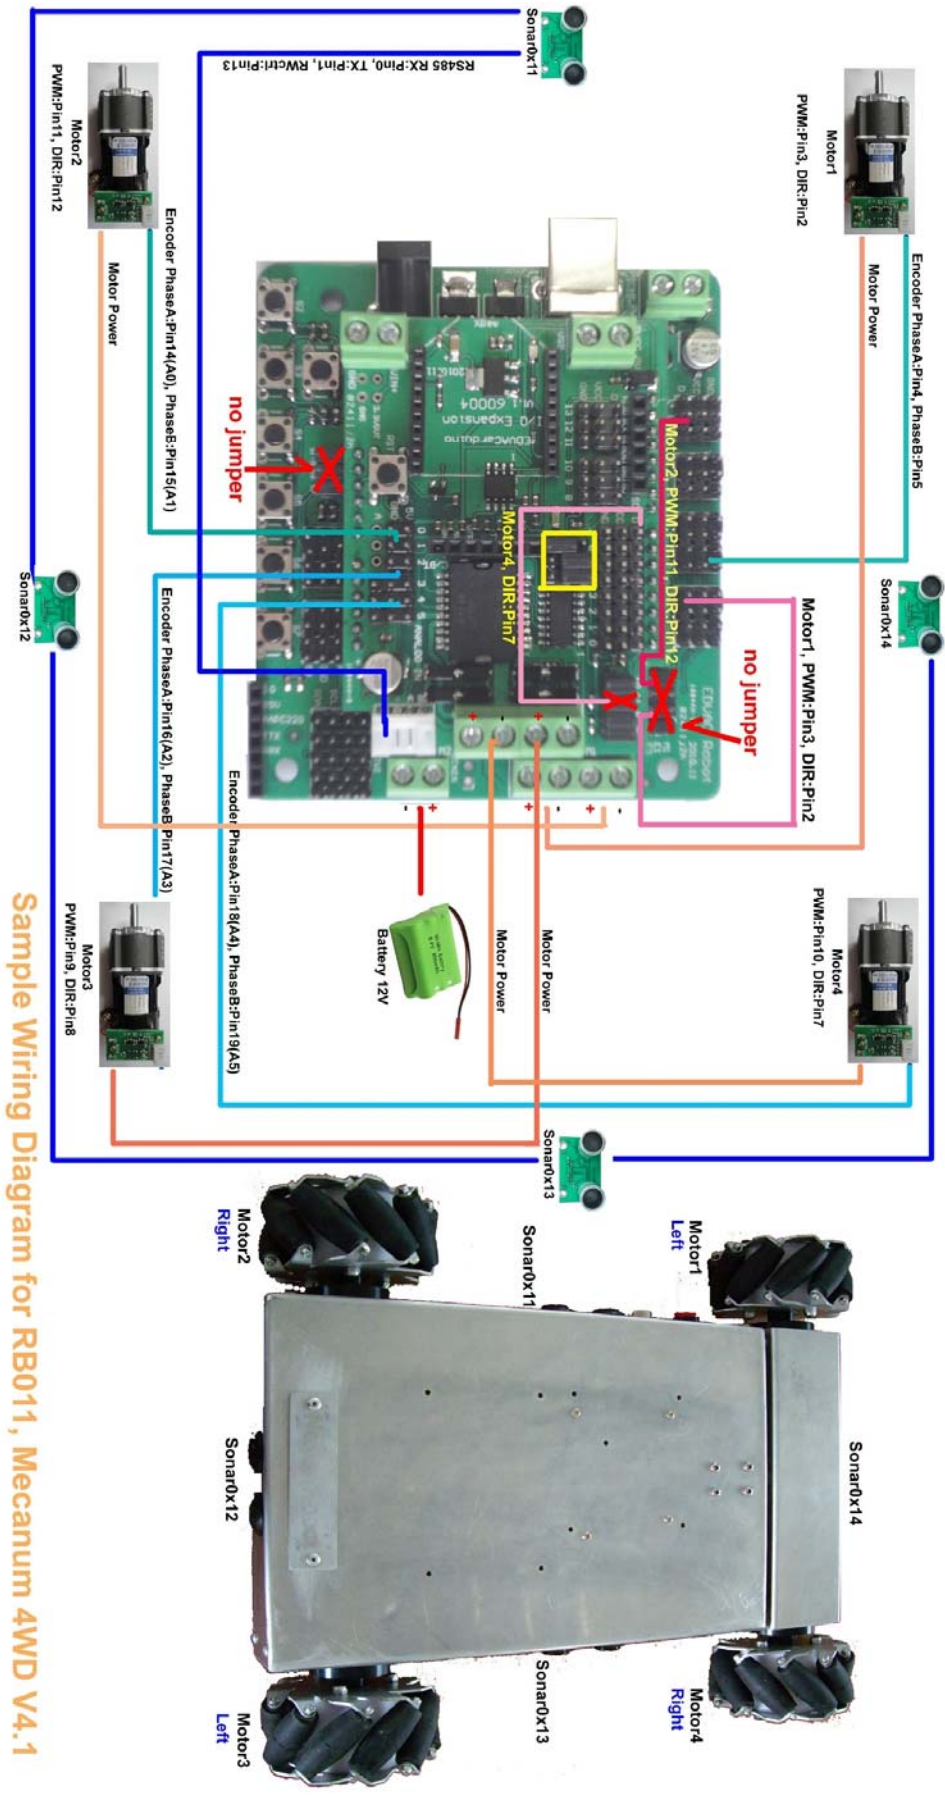 Sonar0x11
RS485 RX:Pin0, TX:Pin1, RWctrl:Pin13
Motor2
PWM:Pin11, DIR:Pin12
Motor1
PWM:Pin3, DIR:Pin2
Encoder PhaseA:Pin14(A0), PhaseB:Pin15(A1)
Motor Power
Encoder PhaseA:Pin4, PhaseB:Pin5
Motor Power
no jumper
Motor2, PWM:Pin11, DIR:Pin12
Motor4, DIR:Pin7
I/O Expansion
60004
Sonar0x12
Sonar0x14
Encoder PhaseA:Pin16(A2), PhaseB:Pin17(A3)
Motor1, PWM:Pin3, DIR:Pin2
no jumper
Encoder PhaseA:Pin18(A4), PhaseB:Pin19(A5)
+
-
+
-
+
-
+
-
-
+
Motor3
PWM:Pin9, DIR:Pin8
Battery 12V
Motor Power
Motor Power
Motor4
PWM:Pin10, DIR:Pin7
Sonar0x13
Motor2
Right
Sonar0x11
Motor1
Left
Sonar0x12
Sonar0x14
Motor3
Left
Sonar0x13
Motor4
Right
Sample Wiring Diagram for RB011, Mecanum 4WD V4.1